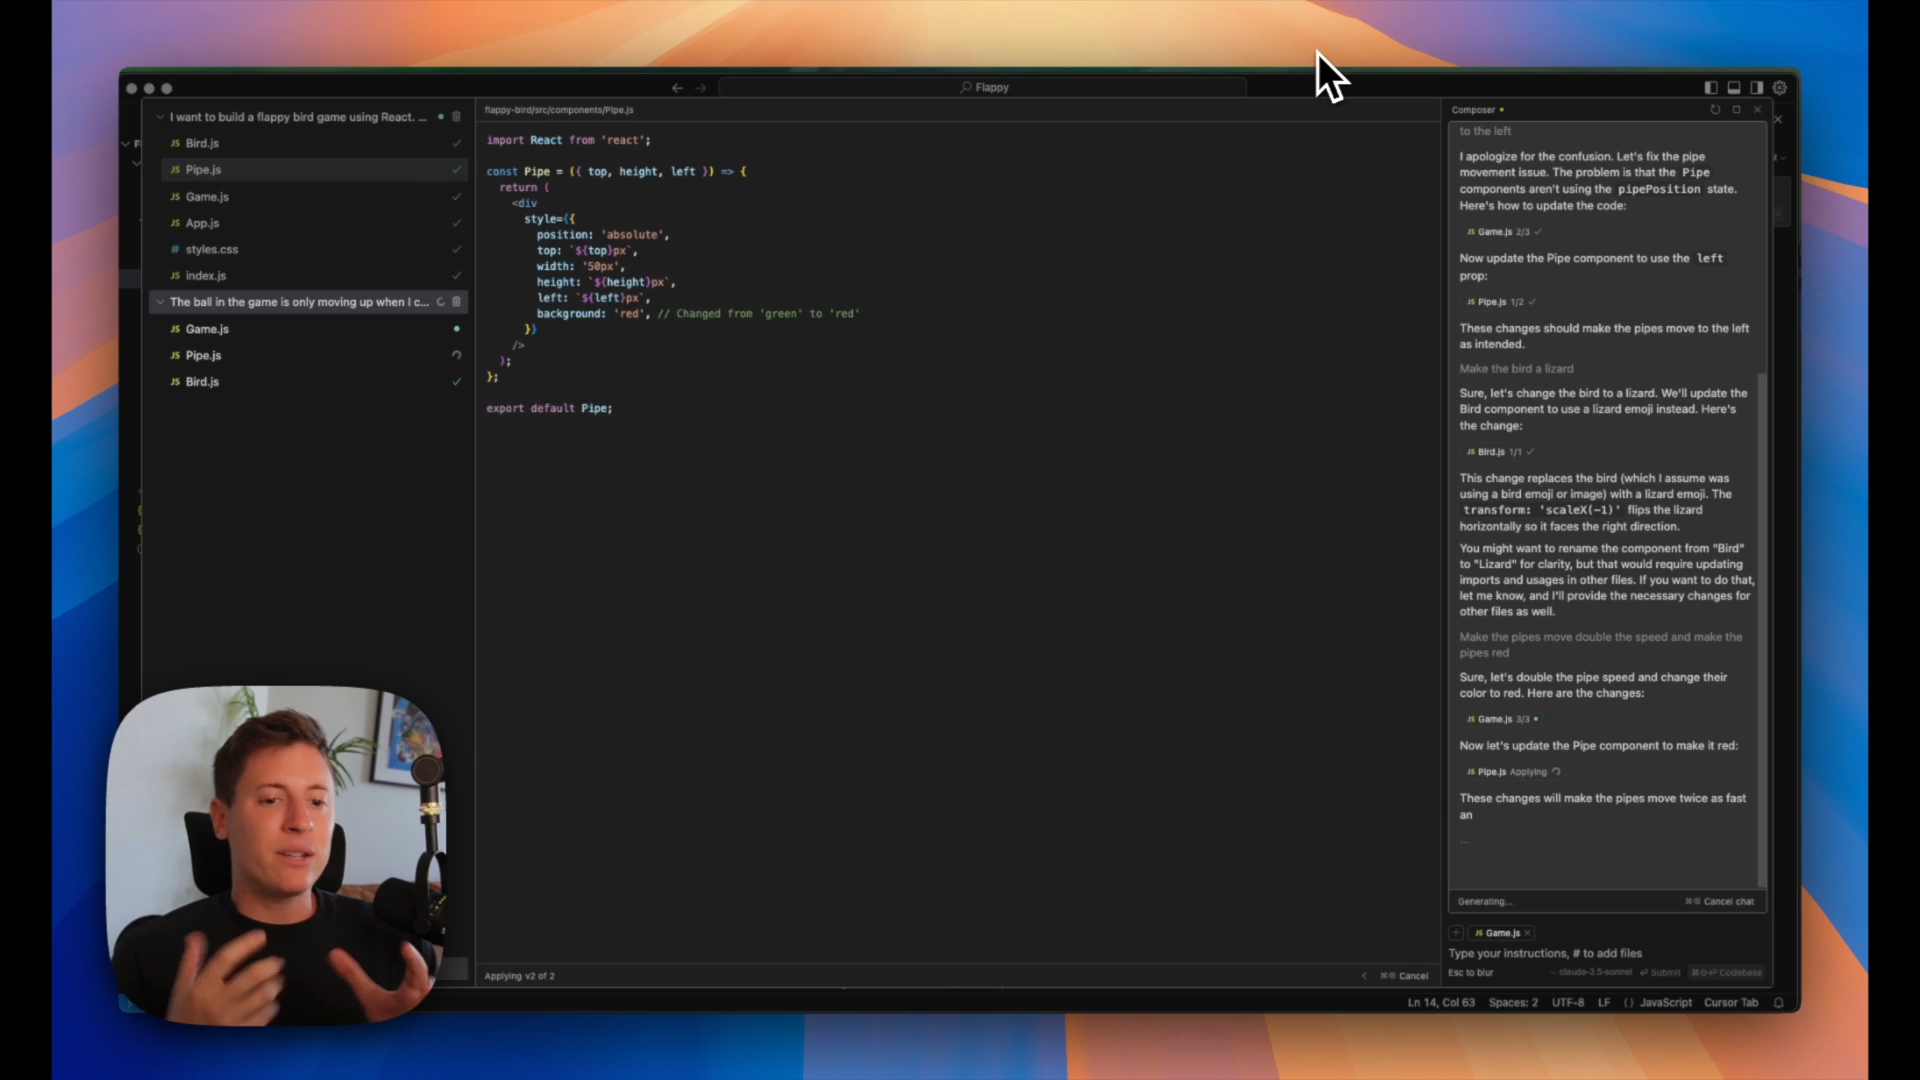 Flappy
I want to build a flappy bird game using React. ...
JS Bird.js
JS Pipe.js
JS Game.js
JS App.js
# styles.css
JS index.js
The ball in the game is only moving up when I c...
JS Game.js
JS Pipe.js
JS Bird.js
flappy-bird/src/components/Pipe.js
import React from 'react';
const Pipe = ({ top, height, left }) => {
return (
<div
style={{
position: 'absolute',
top: `${top}px`,
width: '50px',
height: `${height}px`,
left: `${left}px`,
background: 'red', // Changed from 'green' to 'red'
}}
/>
);
};
export default Pipe;
Applying v2 of 2
Cancel
Composer
to the left
I apologize for the confusion. Let's fix the pipe
movement issue. The problem is that the Pipe
components aren't using the pipePosition state.
Here's how to update the code:
JS Game.js 2/3
Now update the Pipe component to use the left
prop:
JS Pipe.js 1/2
These changes should make the pipes move to the left
as intended.
Make the bird a lizard
Sure, let's change the bird to a lizard. We'll update the
Bird component to use a lizard emoji instead. Here's
the change:
JS Bird.js 1/1
This change replaces the bird (which I assume was
using a bird emoji or image) with a lizard emoji. The
transform: 'scaleX(-1)' flips the lizard
horizontally so it faces the right direction.
You might want to rename the component from "Bird"
to "Lizard" for clarity, but that would require updating
imports and usages in other files. If you want to do that,
let me know, and I'll provide the necessary changes for
other files as well.
Make the pipes move double the speed and make the
pipes red
Sure, let's double the pipe speed and change their
color to red. Here are the changes:
JS Game.js 3/3
Now let's update the Pipe component to make it red:
JS Pipe.js Applying
These changes will make the pipes move twice as fast
an
...
Generating... Cancel chat
+ JS Game.js ×
Type your instructions, # to add files
Esc to blur claude-3.5-sonnet Submit Codebase
Ln 14, Col 63 Spaces: 2 UTF-8 LF {} JavaScript Cursor Tab